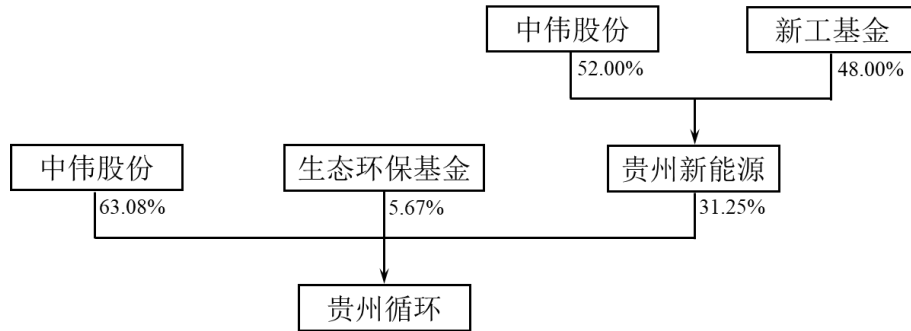 中伟股份
新工基金
52.00%
48.00%
中伟股份
生态环保基金
贵州新能源
63.08%
5.67%
31.25%
贵州循环